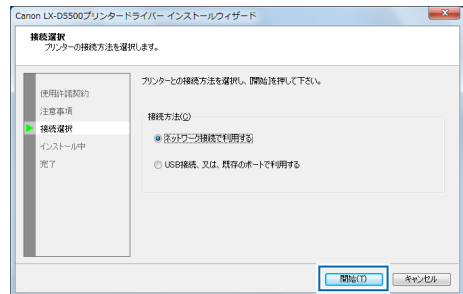 Canon LX-D5500プリンタードライバー インストールウィザード
接続選択
プリンターの接続方法を選択します。
使用許諾契約
注意事項
接続選択
インストール中
完了
プリンターとの接続方法を選択し、[開始]を押して下さい。
接続方法(C)
ネットワーク接続で利用する
USB接続、又は、既存のポートで利用する
開始(T)
キャンセル